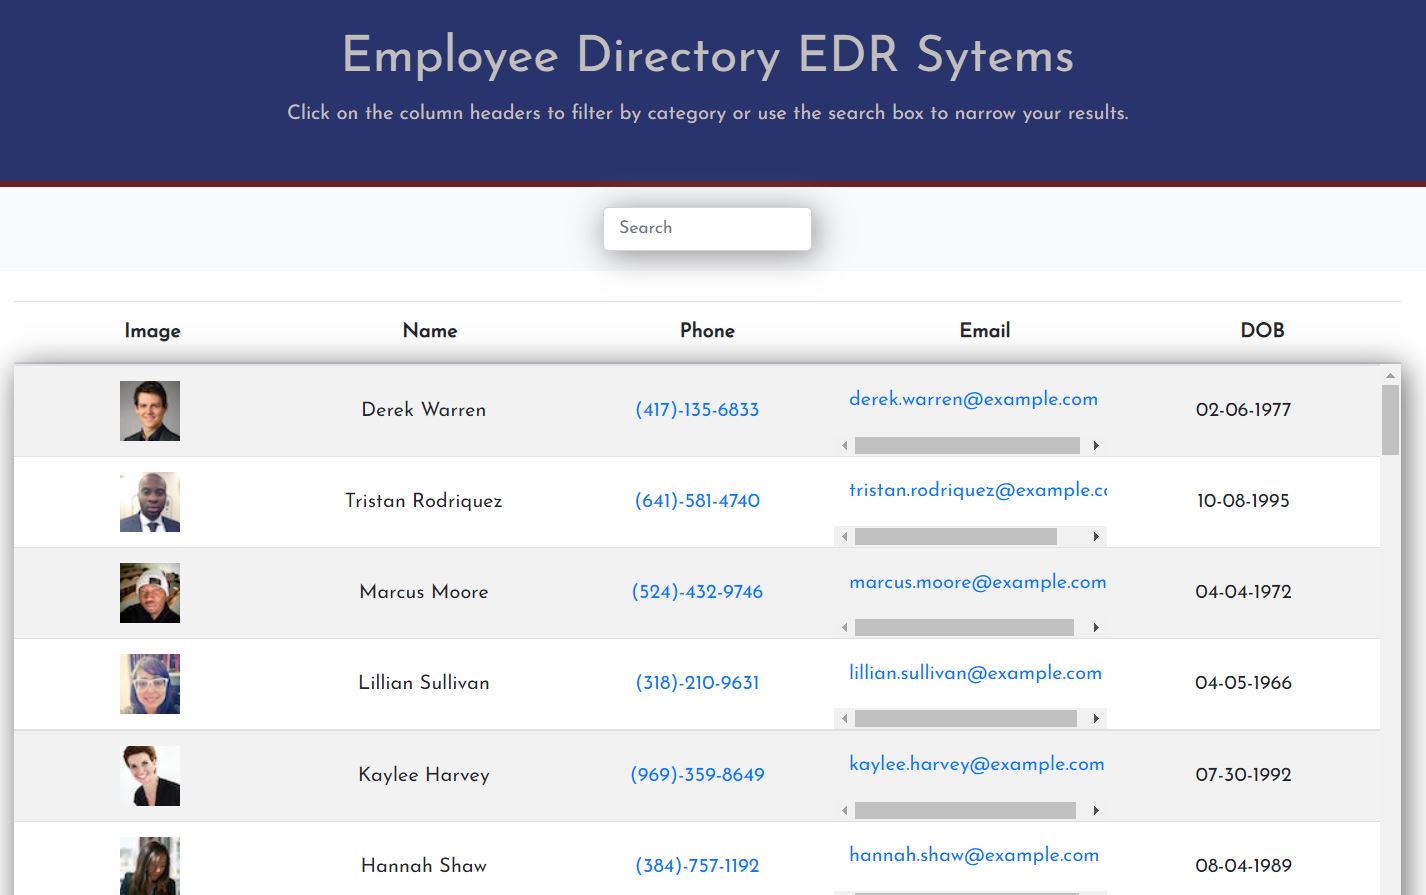 Employee Directory EDR Sytems
Click on the column headers to filter by category or use the search box to narrow your results.
Search
Image Name Phone Email DOB
Derek Warren (417)-135-6833 derek.warren@example.com 02-06-1977
Tristan Rodriquez (641)-581-4740 tristan.rodriquez@example.co 10-08-1995
Marcus Moore (524)-432-9746 marcus.moore@example.com 04-04-1972
Lillian Sullivan (318)-210-9631 lillian.sullivan@example.com 04-05-1966
Kaylee Harvey (969)-359-8649 kaylee.harvey@example.com 07-30-1992
Hannah Shaw (384)-757-1192 hannah.shaw@example.com 08-04-1989